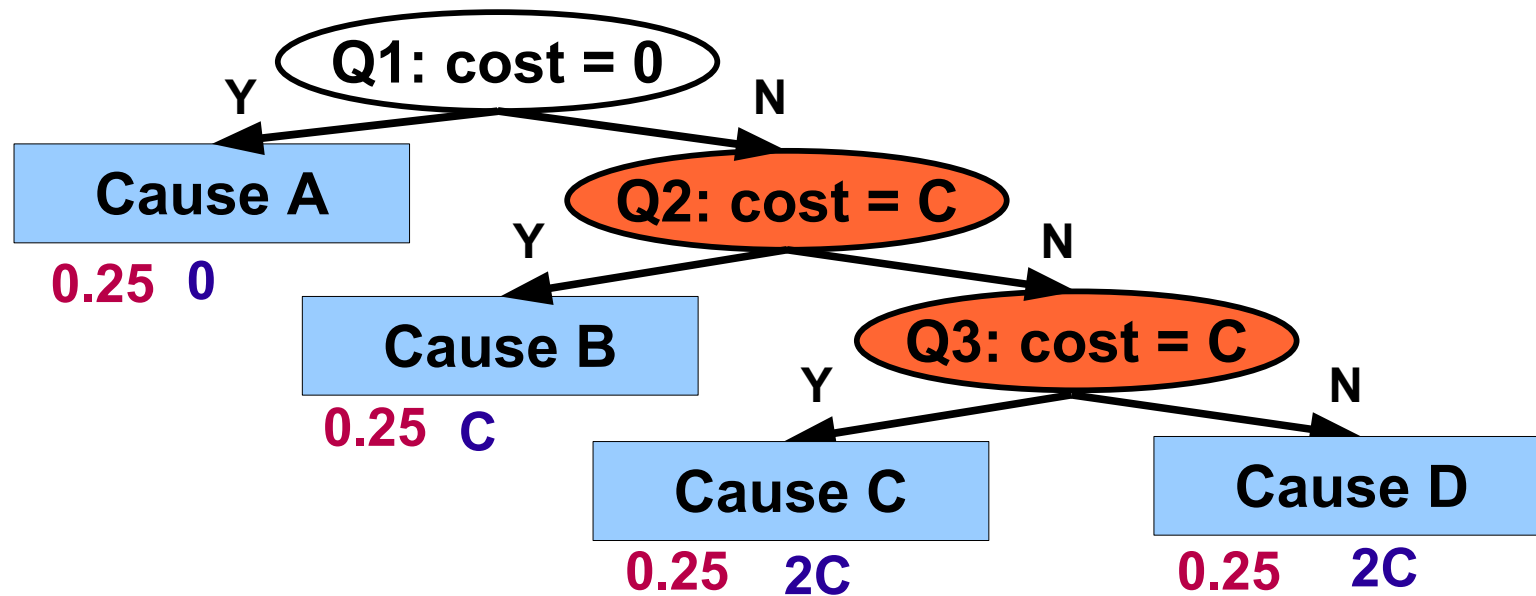 Q1: cost = 0
Y
N
Cause A
0.25 0
Q2: cost = C
Y
N
Cause B
0.25 C
Q3: cost = C
Y
N
Cause C
0.25 2C
Cause D
0.25 2C